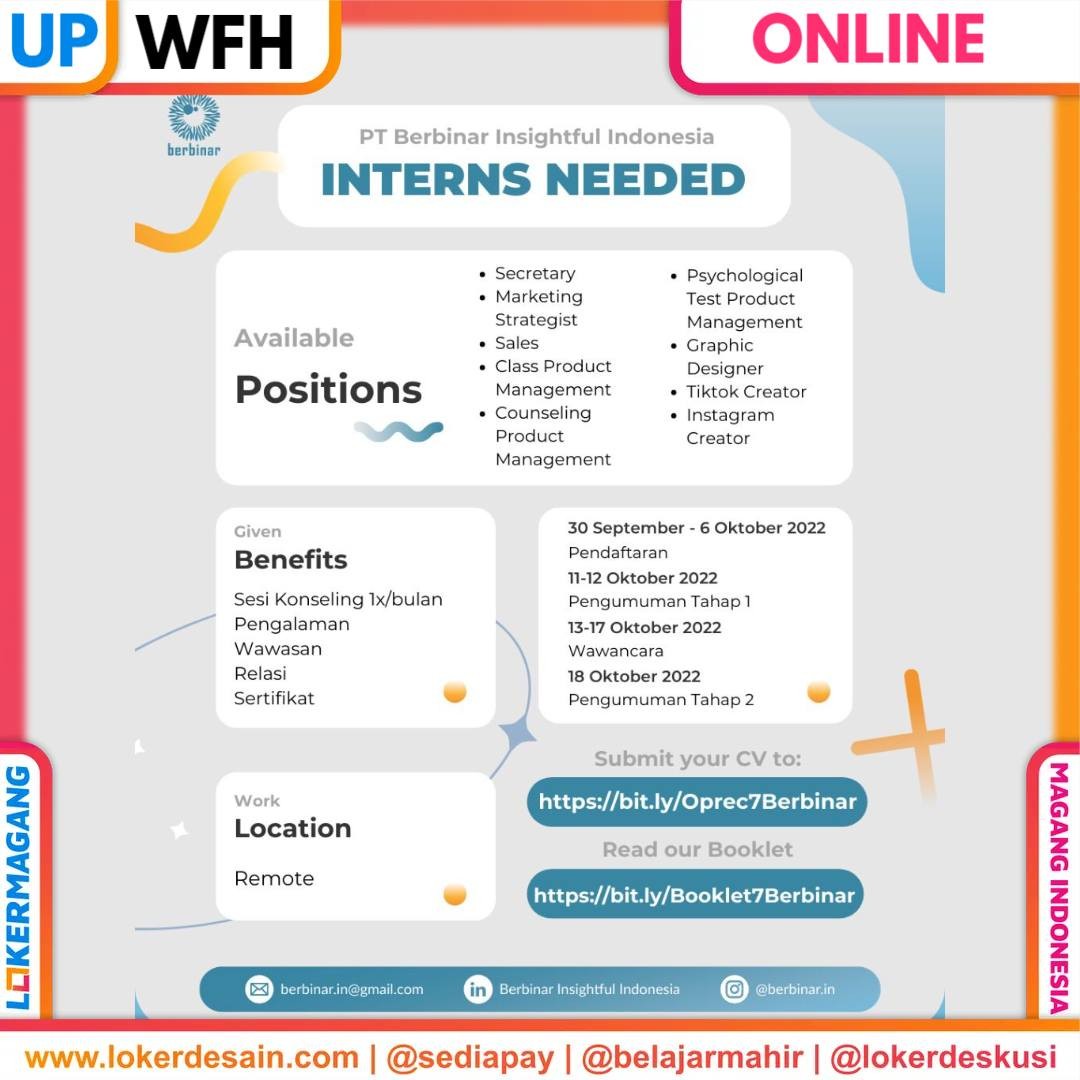 UP
WFH
ONLINE
berbinar
PT Berbinar Insightful Indonesia
INTERNS NEEDED
Available
Positions
• Secretary
• Marketing
Strategist
• Sales
• Class Product
Management
• Counseling
Product
Management
• Psychological
Test Product
Management
• Graphic
Designer
• Tiktok Creator
• Instagram
Creator
Given
Benefits
Sesi Konseling 1x/bulan
Pengalaman
Wawasan
Relasi
Sertifikat
30 September - 6 Oktober 2022
Pendaftaran
11-12 Oktober 2022
Pengumuman Tahap 1
13-17 Oktober 2022
Wawancara
18 Oktober 2022
Pengumuman Tahap 2
Work
Location
Remote
Submit your CV to:
https://bit.ly/Oprec7Berbinar
Read our Booklet
https://bit.ly/Booklet7Berbinar
berbinar.in@gmail.com
Berbinar Insightful Indonesia
@berbinar.in
LOKERMAGANG
MAGANG INDONESIA
www.lokerdesain.com | @sediapay | @belajarmahir | @lokerdeskusi